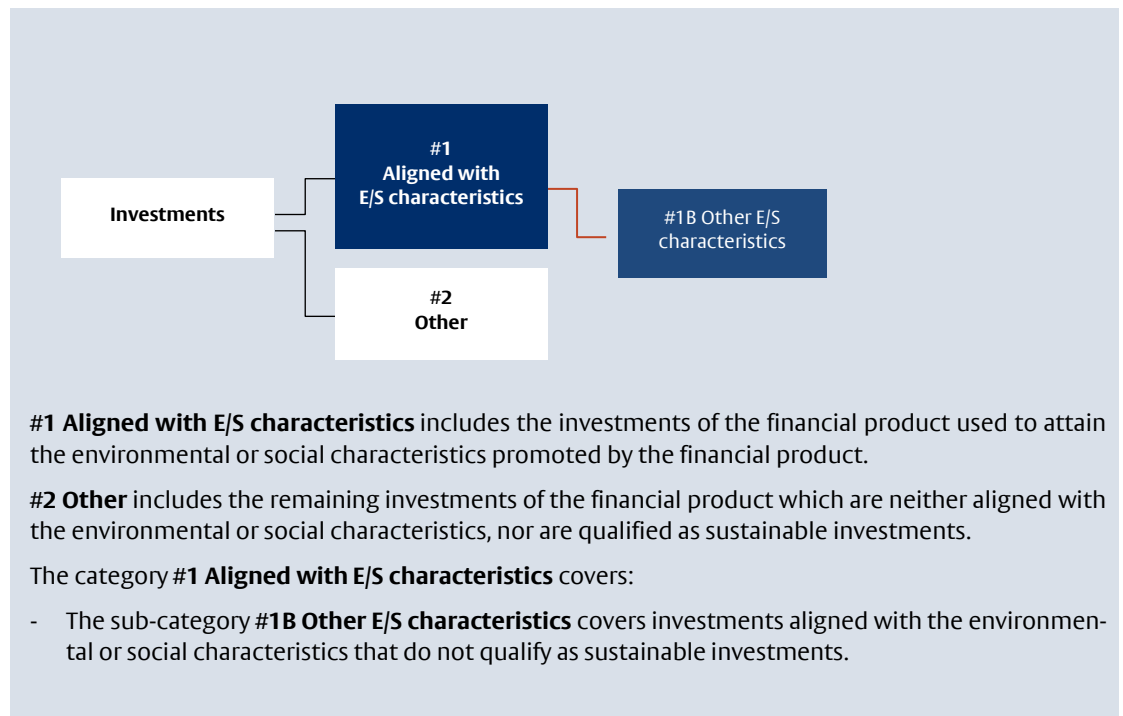 #1
Aligned with
E/S characteristics
Investments
#1B Other E/S
characteristics
#2
Other
#1 Aligned with E/S characteristics includes the investments of the financial product used to attain
the environmental or social characteristics promoted by the financial product.
#2 Other includes the remaining investments of the financial product which are neither aligned with
the environmental or social characteristics, nor are qualified as sustainable investments.
The category #1 Aligned with E/S characteristics covers:
- The sub-category #1B Other E/S characteristics covers investments aligned with the environmen-
tal or social characteristics that do not qualify as sustainable investments.